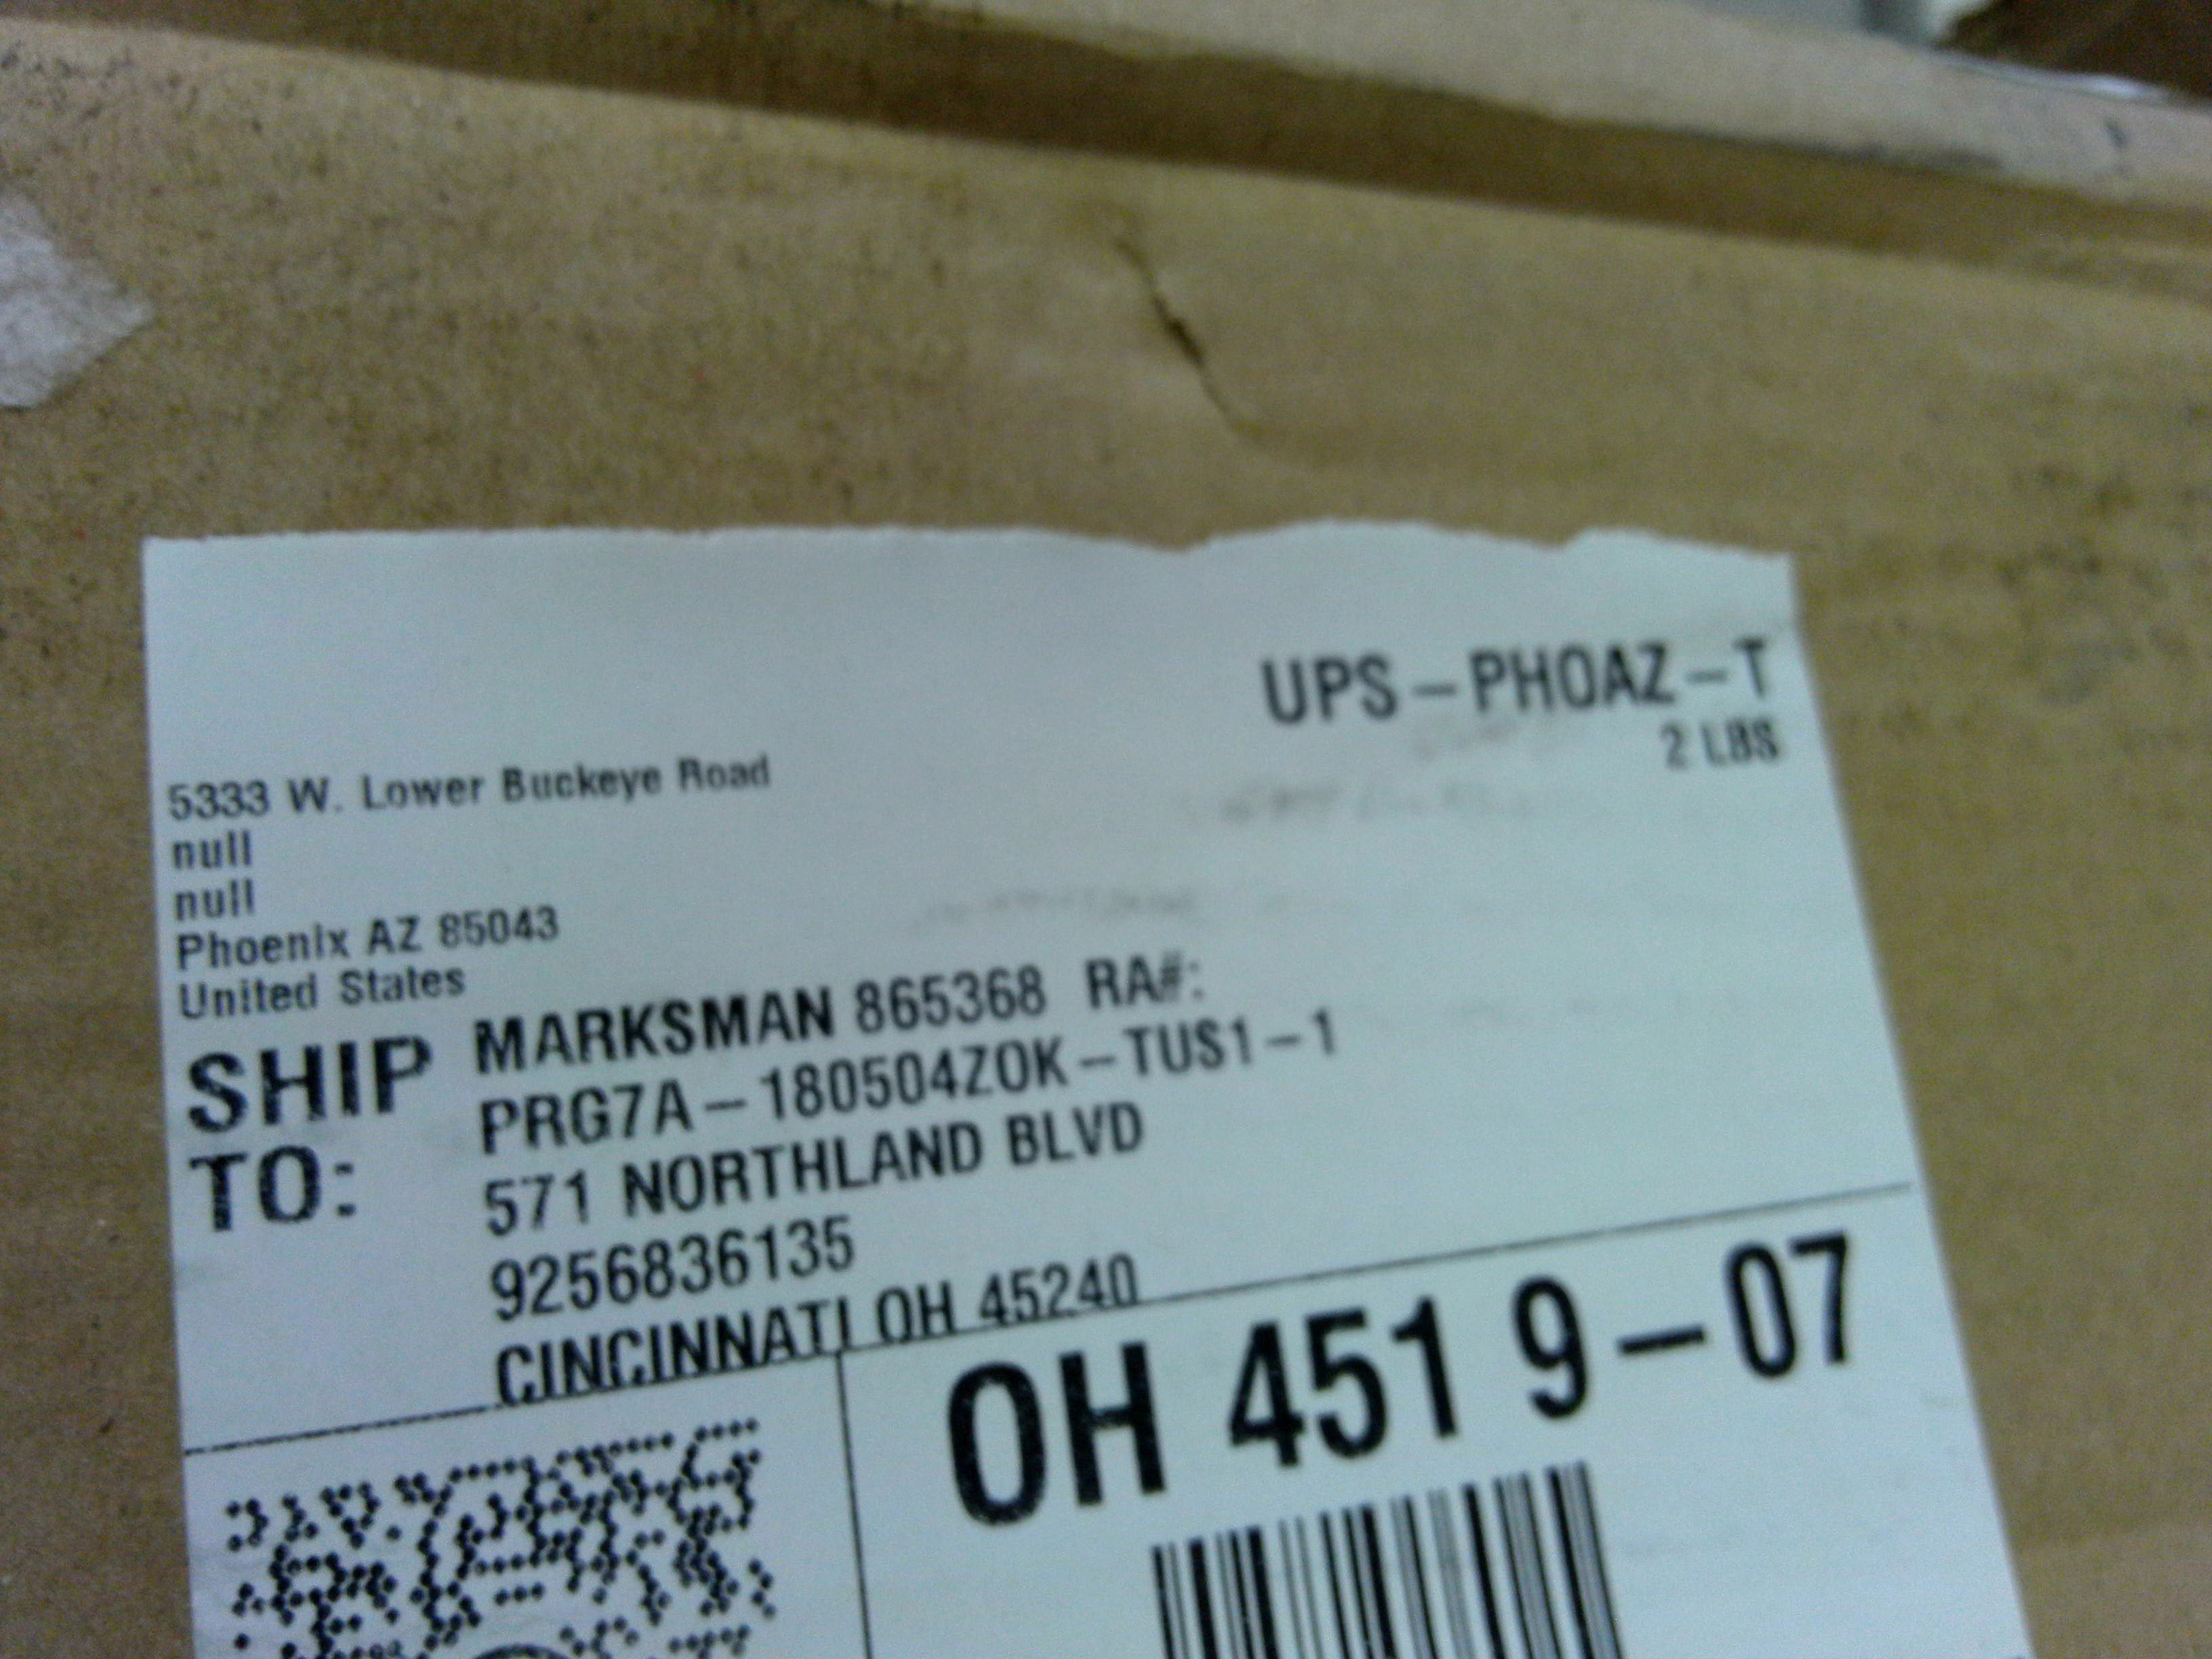 UPS-PHOAZ-T
2 LBS
5333 W. Lower Buckeye Road
null
null
Phoenix AZ 85043
United States
SHIP TO:
MARKSMAN 865368 RA#:
PRG7A-180504ZOK-TUS1-1
571 NORTHLAND BLVD
9256836135
CINCINNATI OH 45240
OH 451 9-07